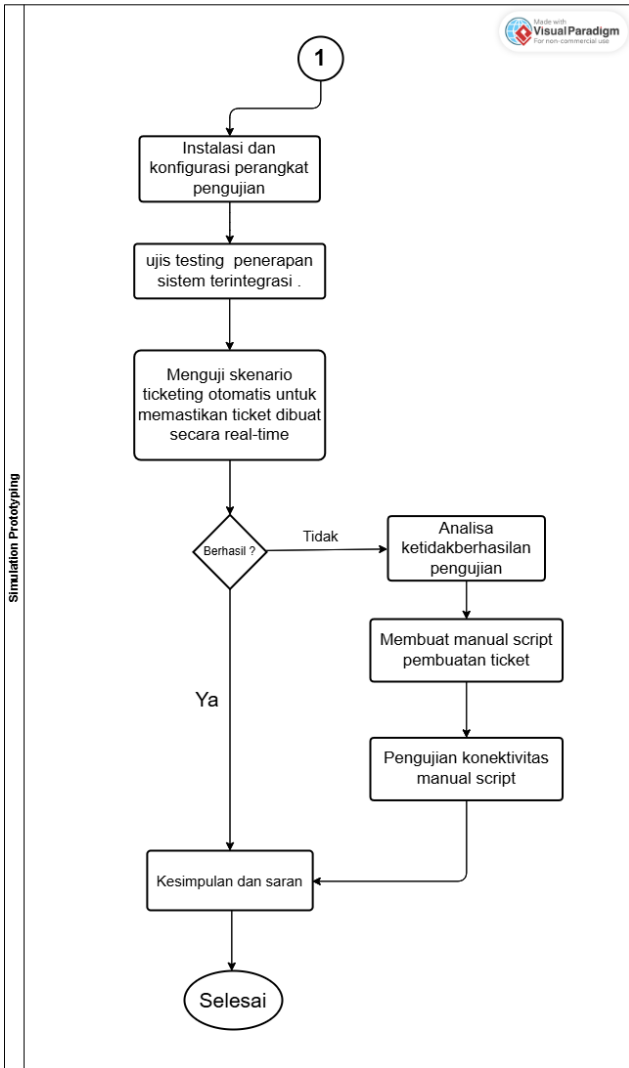 Made with
VisualParadigm
For non-commercial use
1
Instalasi dan
konfigurasi perangkat
pengujian
ujis testing penerapan
sistem terintegrasi .
Menguji skenario
ticketing otomatis untuk
memastikan ticket dibuat
secara real-time
Berhasil ?
Tidak
Analisa
ketidakberhasilan
pengujian
Membuat manual script
pembuatan ticket
Ya
Pengujian konektivitas
manual script
Kesimpulan dan saran
Selesai
Simulation Prototyping